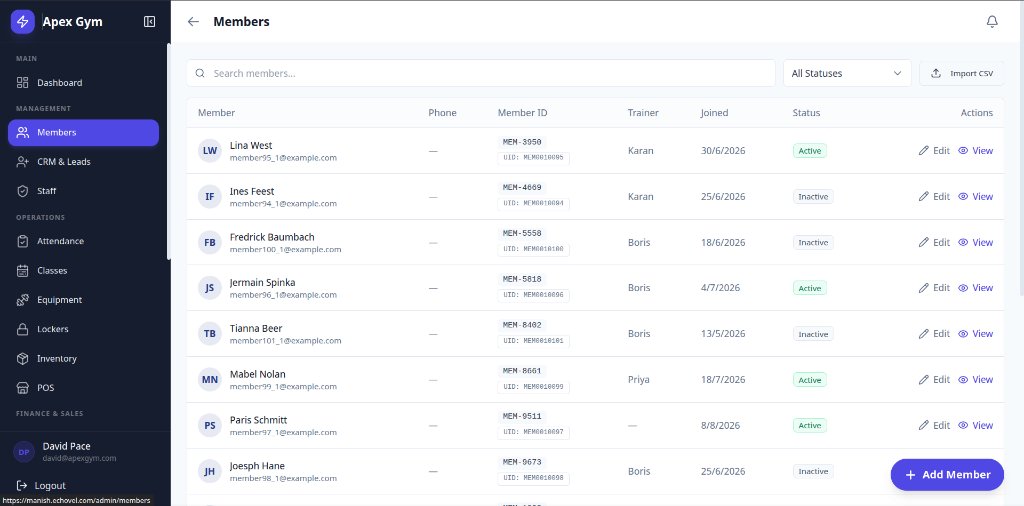 Apex Gym
Members
MAIN
Dashboard
MANAGEMENT
Members
CRM & Leads
Staff
OPERATIONS
Attendance
Classes
Equipment
Lockers
Inventory
POS
FINANCE & SALES
DP
David Pace
david@apexgym.com
Logout
https://manish.echovel.com/admin/members
Search members...
All Statuses
Import CSV
Member Phone Member ID Trainer Joined Status Actions
LW Lina West member95_1@example.com — MEM-3950 UID: MEM0010095 Karan 30/6/2026 Active Edit View
IF Ines Feest member94_1@example.com — MEM-4669 UID: MEM0010094 Karan 25/6/2026 Inactive Edit View
FB Fredrick Baumbach member100_1@example.com — MEM-5558 UID: MEM0010100 Boris 18/6/2026 Inactive Edit View
JS Jermain Spinka member96_1@example.com — MEM-5818 UID: MEM0010096 Boris 4/7/2026 Active Edit View
TB Tianna Beer member101_1@example.com — MEM-8402 UID: MEM0010101 Boris 13/5/2026 Inactive Edit View
MN Mabel Nolan member99_1@example.com — MEM-8661 UID: MEM0010099 Priya 18/7/2026 Active Edit View
PS Paris Schmitt member97_1@example.com — MEM-9511 UID: MEM0010097 — 8/8/2026 Active Edit View
JH Joesph Hane member98_1@example.com — MEM-9673 UID: MEM0010098 Boris 25/6/2026 Inactive
Add Member